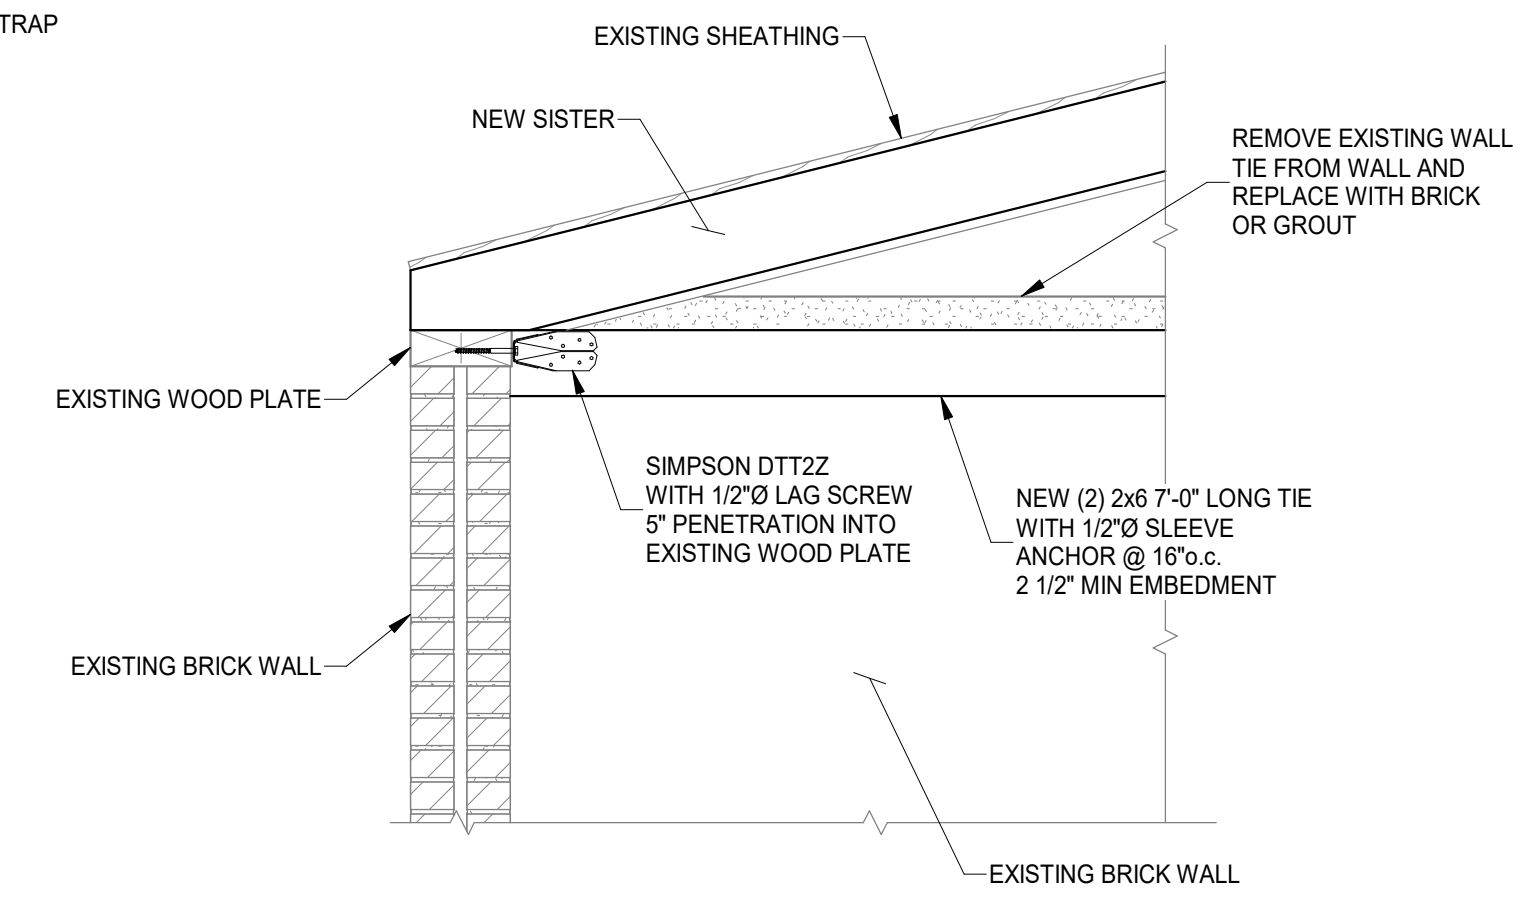 TRAP
EXISTING SHEATHING
NEW SISTER
REMOVE EXISTING WALL
TIE FROM WALL AND
REPLACE WITH BRICK
OR GROUT
EXISTING WOOD PLATE
SIMPSON DTT2Z
WITH 1/2"Ø LAG SCREW
5" PENETRATION INTO
EXISTING WOOD PLATE
NEW (2) 2x6 7'-0" LONG TIE
WITH 1/2"Ø SLEEVE
ANCHOR @ 16"o.c.
2 1/2" MIN EMBEDMENT
EXISTING BRICK WALL
EXISTING BRICK WALL